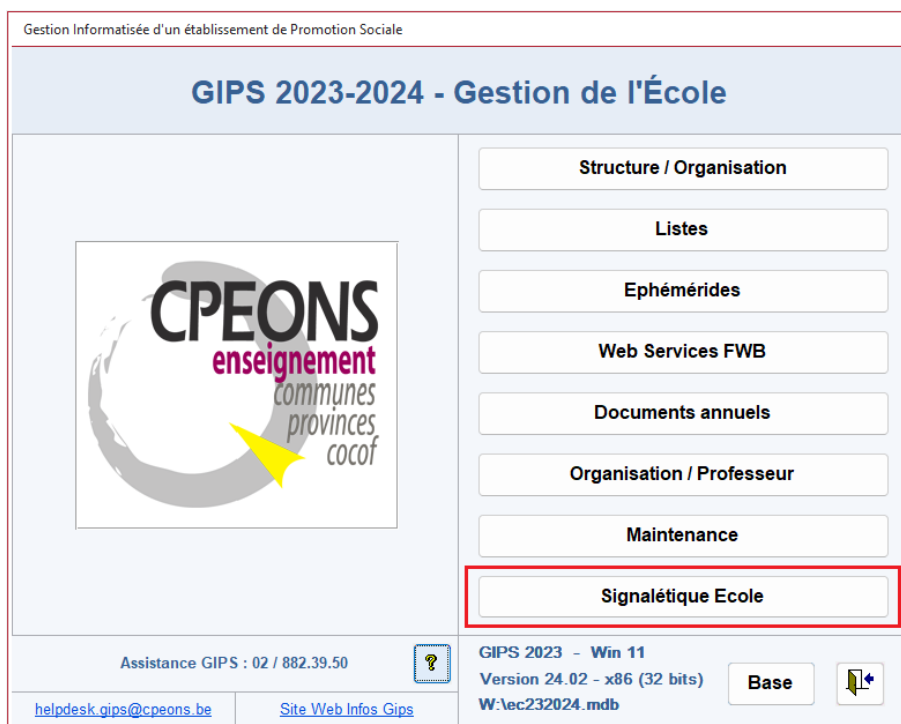 Gestion Informatisée d'un établissement de Promotion Sociale
GIPS 2023-2024 - Gestion de l'École
CPEONS
enseignement
communes
provinces
cocof
Structure / Organisation
Listes
Ephémérides
Web Services FWB
Documents annuels
Organisation / Professeur
Maintenance
Signalétique Ecole
Assistance GIPS : 02 / 882.39.50
?
helpdesk.gips@cpeons.be
Site Web Infos Gips
GIPS 2023 - Win 11
Version 24.02 - x86 (32 bits)
W:\ec232024.mdb
Base